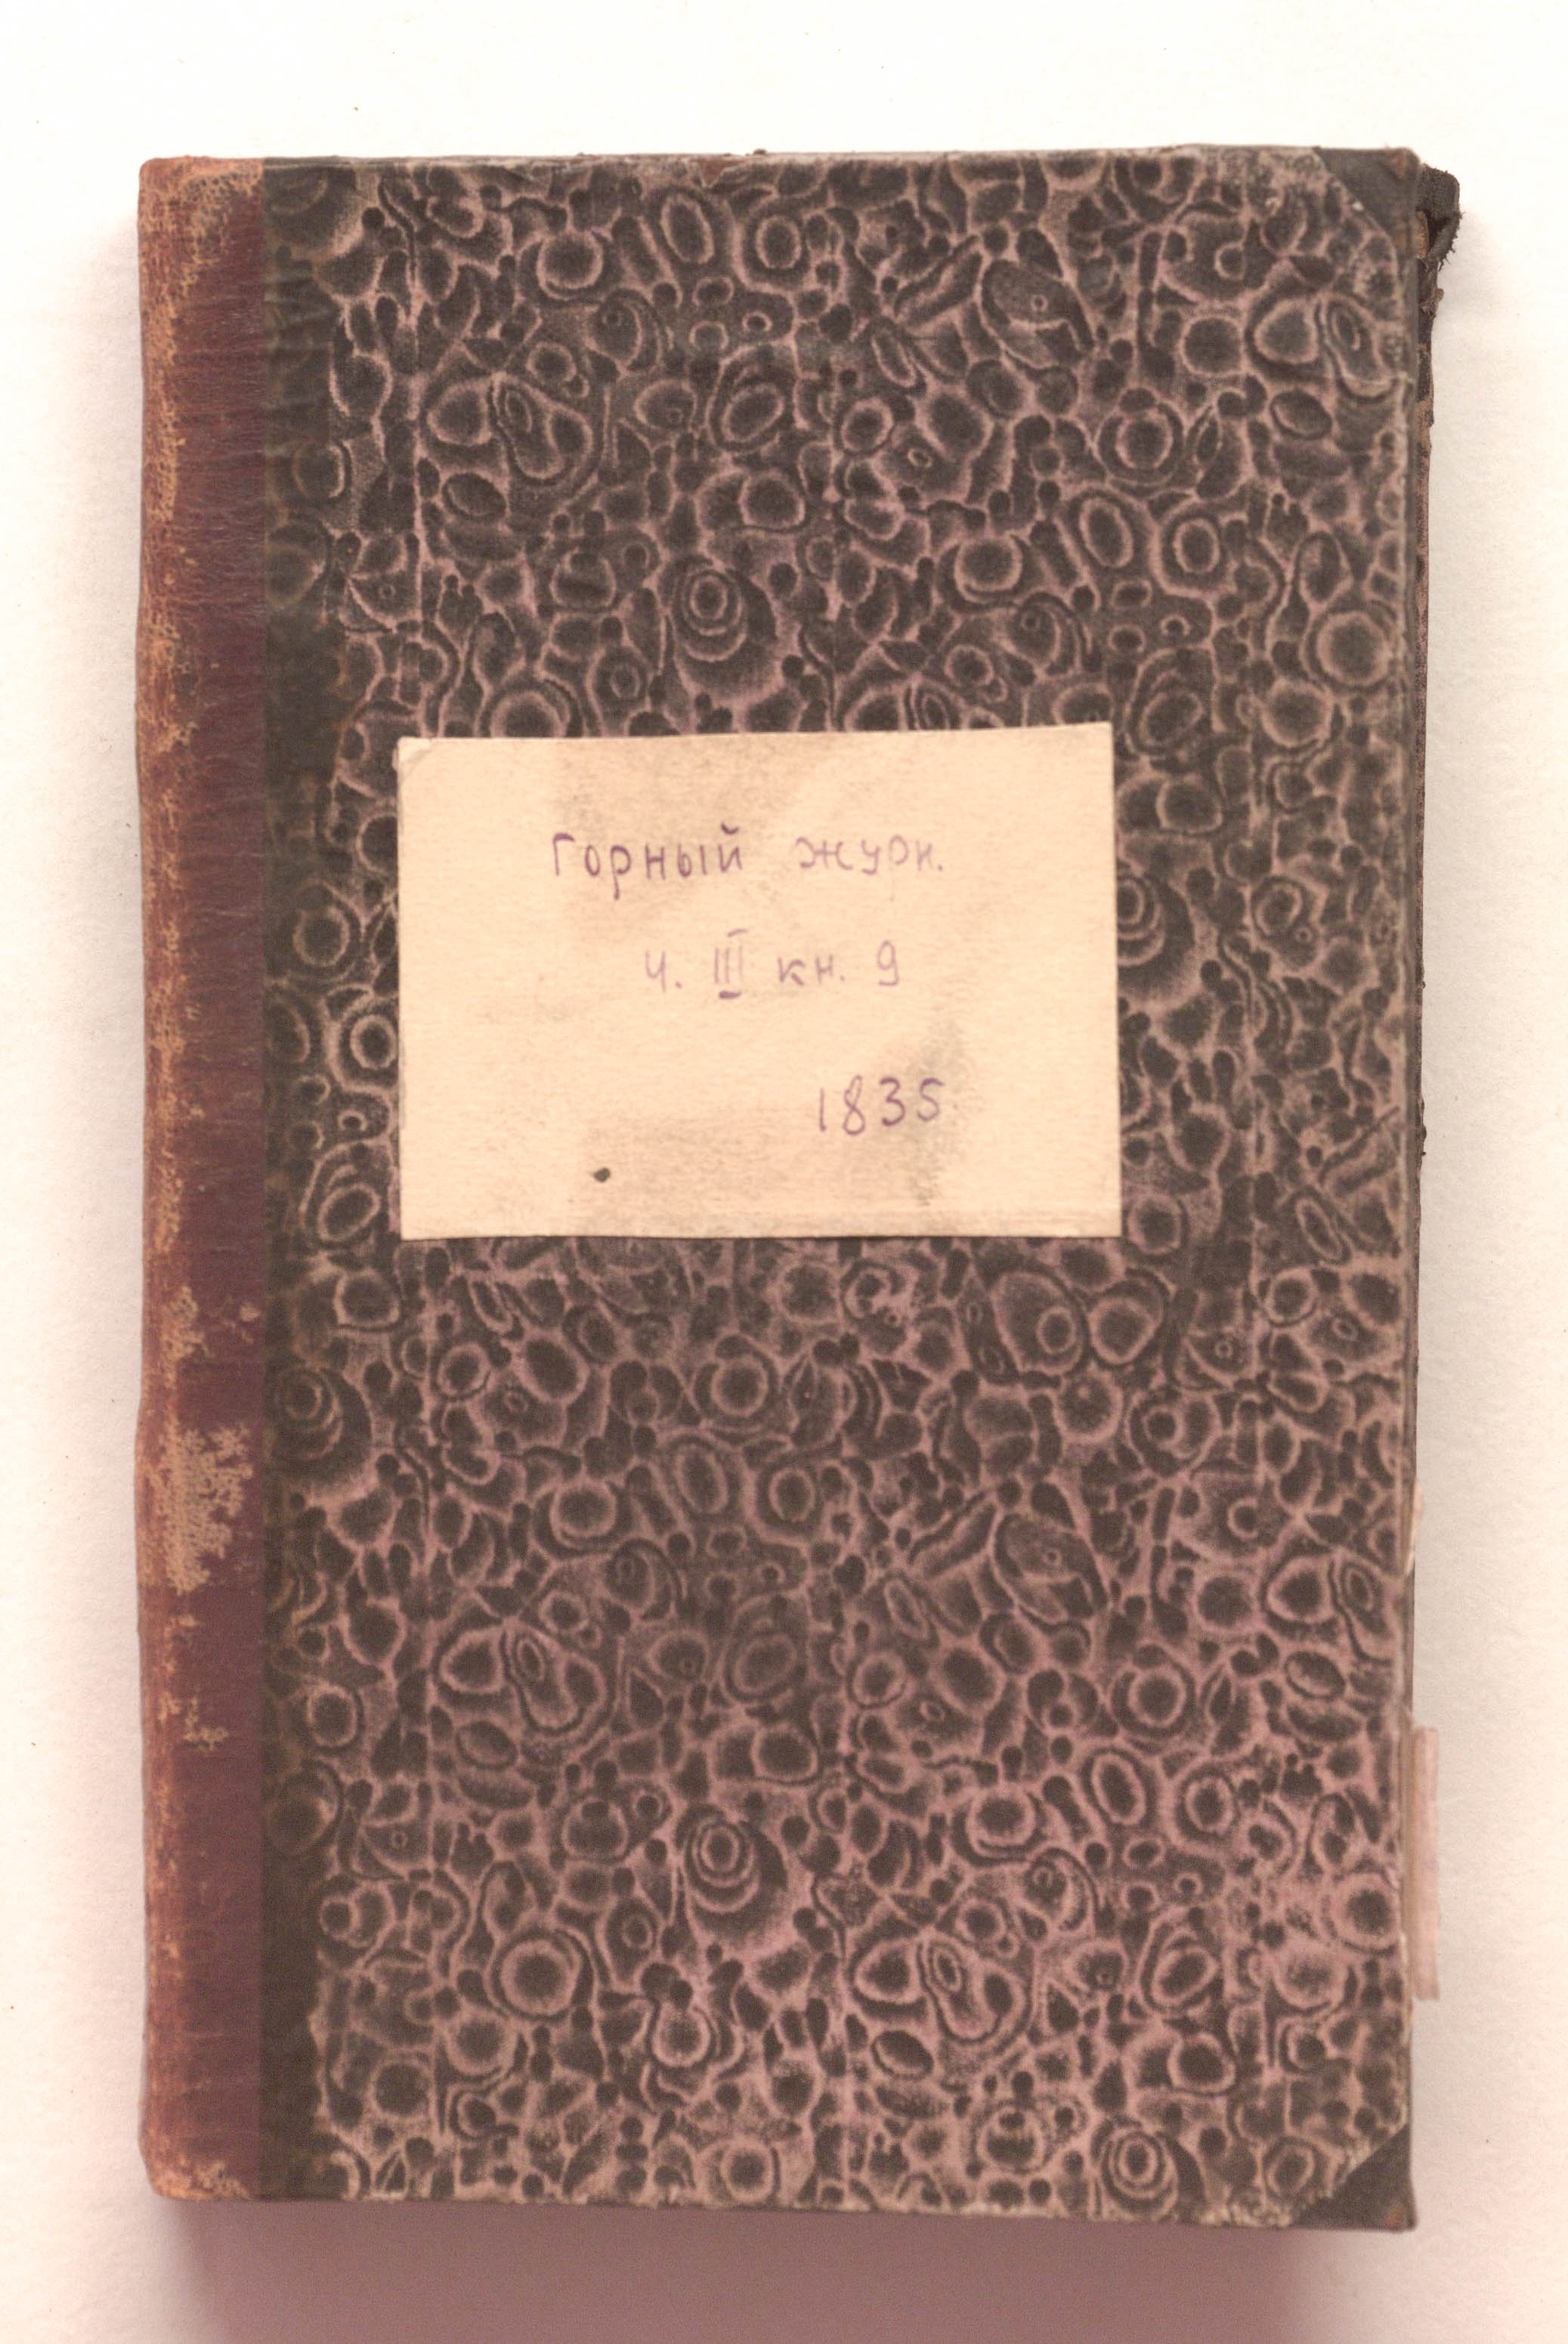 Горный журн.
ч. III кн. 9
1835